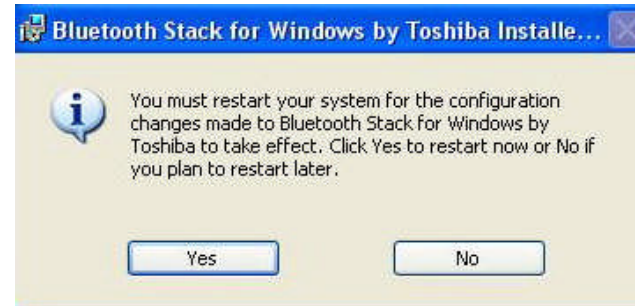 Bluetooth Stack for Windows by Toshiba Installe...
You must restart your system for the configuration
changes made to Bluetooth Stack for Windows by
Toshiba to take effect. Click Yes to restart now or No if
you plan to restart later.
Yes
No